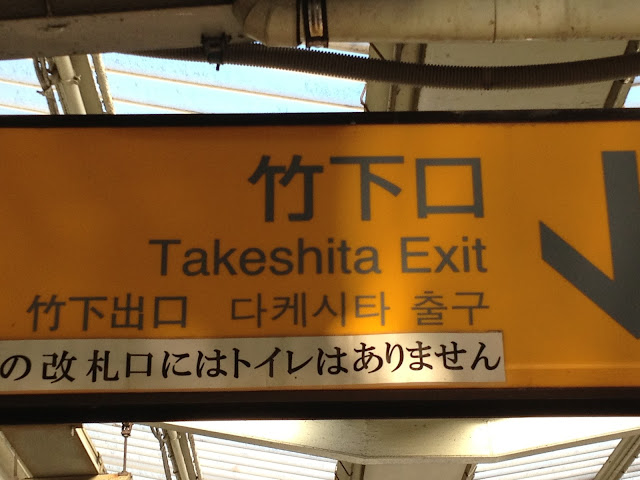 竹下口
Takeshita Exit
竹下出口 다케시타 출구
の改札口にはトイレはありません